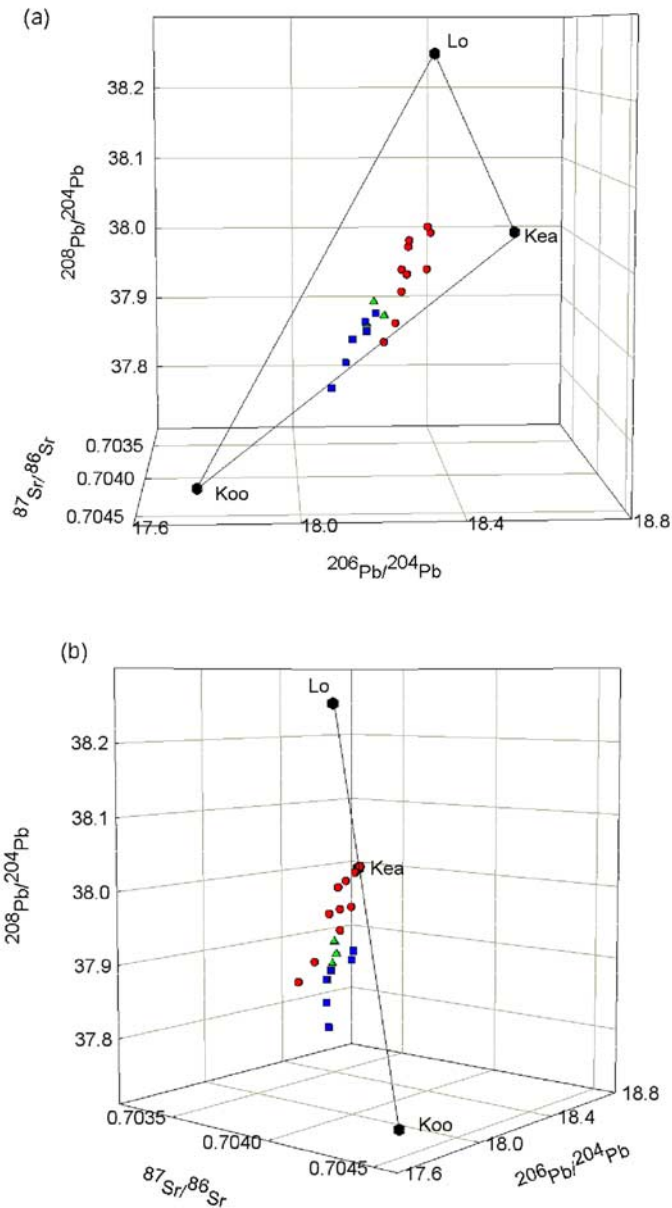 (a)
Lo
38.2
38.1
208Pb/204Pb
38.0
Kea
37.9
37.8
87Sr/86Sr
0.7035
0.7040
Koo
0.7045
17.6
18.0
18.4
18.8
206Pb/204Pb
(b)
Lo
38.2
38.1
208Pb/204Pb
38.0
Kea
37.9
37.8
18.8
0.7035
Koo
18.4
0.7040
18.0
0.7045
17.6
206Pb/204Pb
87Sr/86Sr